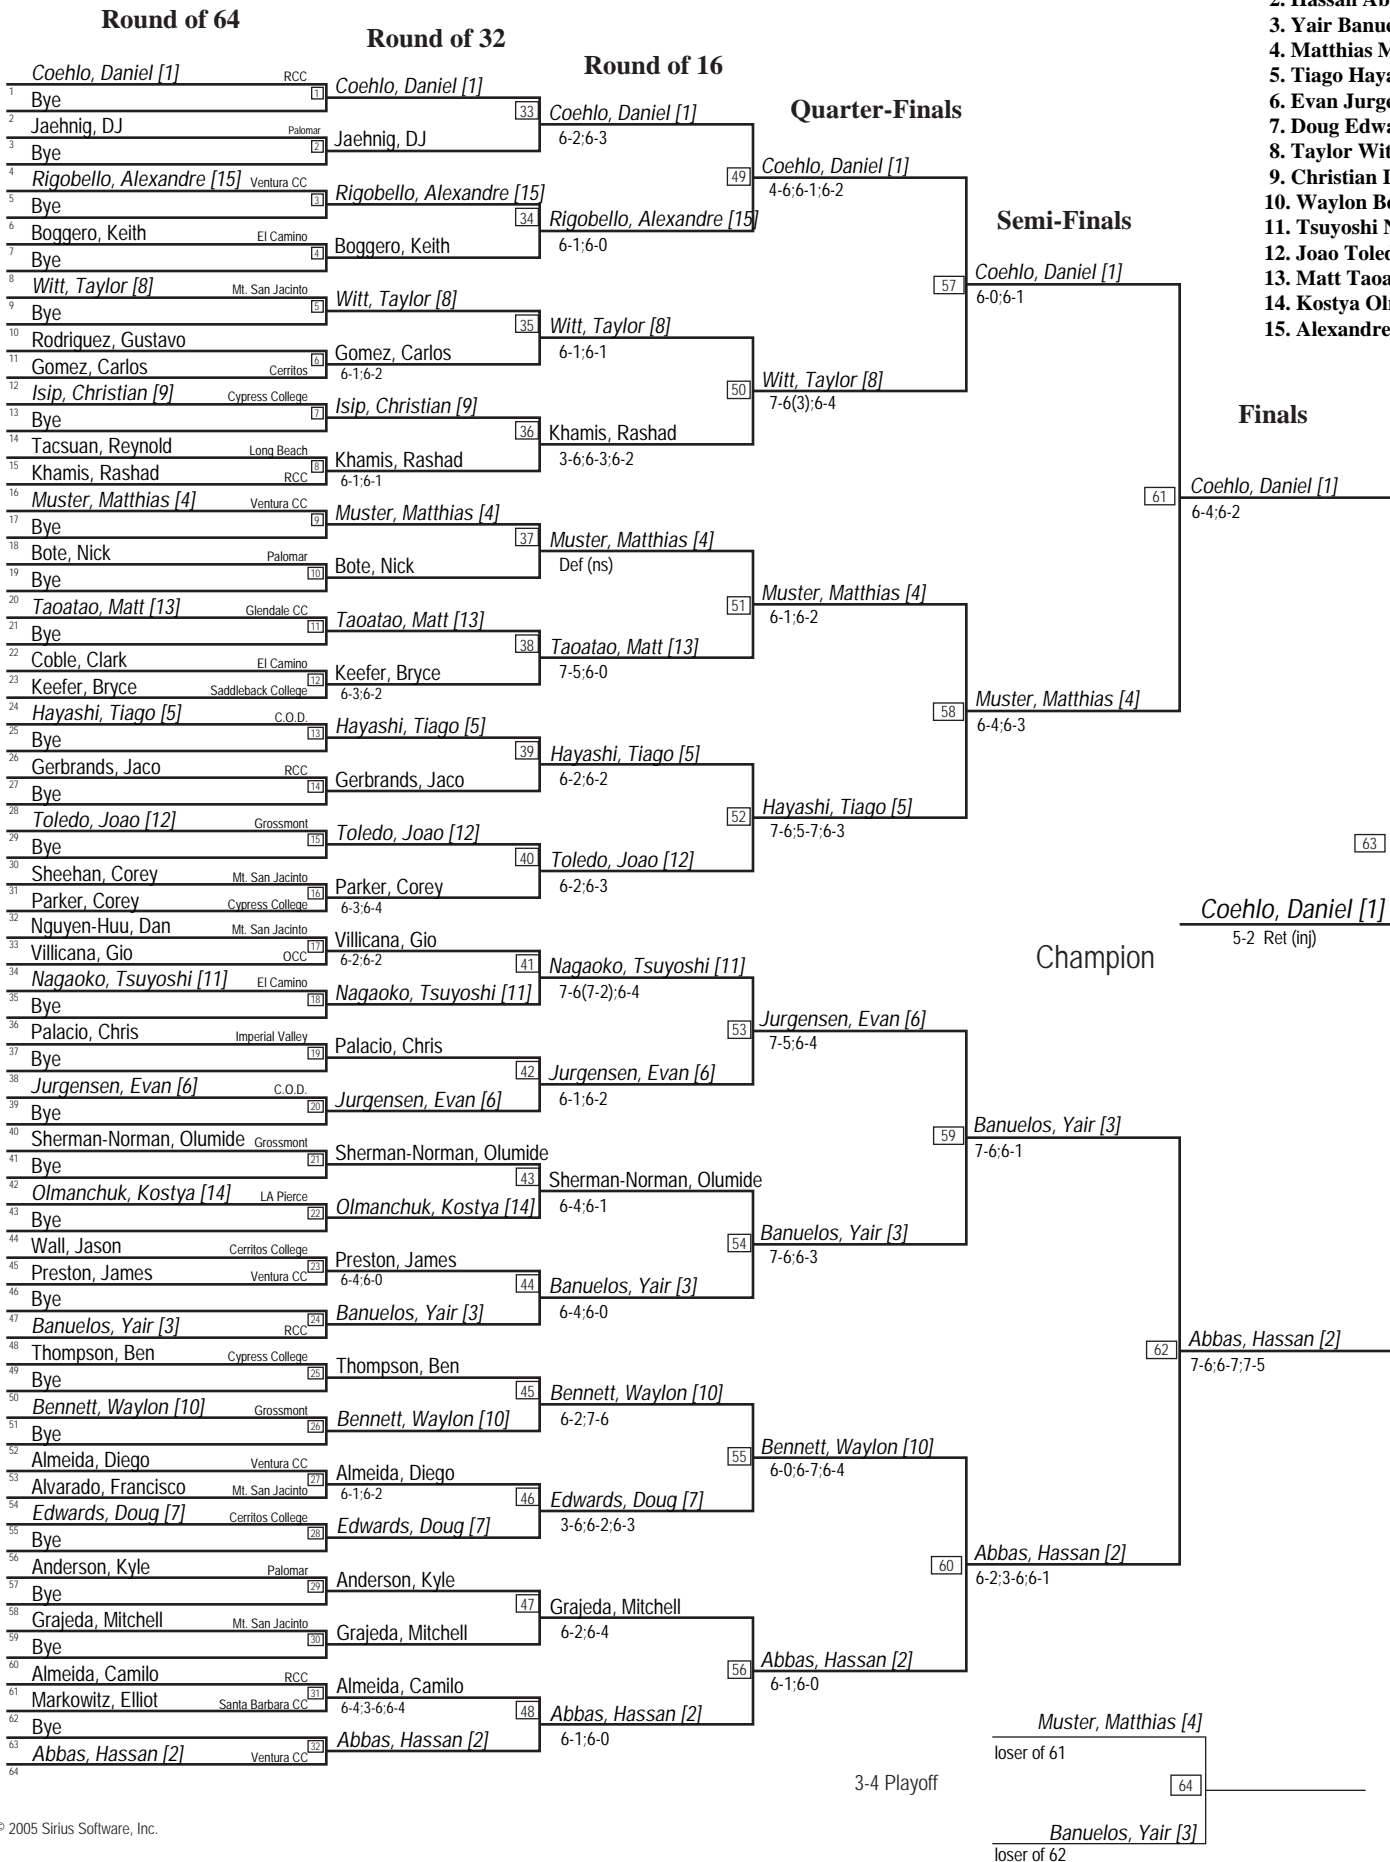 Round of 64
Round of 32
Round of 16
Quarter-Finals
Semi-Finals
Finals
3. Yair Banue
4. Matthias M
5. Tiago Haya
6. Evan Jurge
7. Doug Edwa
8. Taylor Wit
9. Christian I
10. Waylon Be
11. Tsuyoshi N
12. Joao Toled
13. Matt Taoa
14. Kostya Oln
15. Alexandre
Coehlo, Daniel [1] RCC
1 Bye 1
2 Jaehnig, DJ Palomar
3 Bye 2
4 Rigobello, Alexandre [15] Ventura CC
5 Bye 3
6 Boggero, Keith El Camino
7 Bye 4
8 Witt, Taylor [8] Mt. San Jacinto
9 Bye 5
10 Rodriguez, Gustavo
11 Gomez, Carlos Cerritos 6
12 Isip, Christian [9] Cypress College
13 Bye 7
14 Tacsuan, Reynold Long Beach
15 Khamis, Rashad RCC 8
16 Muster, Matthias [4] Ventura CC
17 Bye 9
18 Bote, Nick Palomar
19 Bye 10
20 Taoatao, Matt [13] Glendale CC
21 Bye 11
22 Coble, Clark El Camino
23 Keefer, Bryce Saddleback College 12
24 Hayashi, Tiago [5] C.O.D.
25 Bye 13
26 Gerbrands, Jaco RCC
27 Bye 14
28 Toledo, Joao [12] Grossmont
29 Bye 15
30 Sheehan, Corey Mt. San Jacinto
31 Parker, Corey Cypress College 16
32 Nguyen-Huu, Dan Mt. San Jacinto
33 Villicana, Gio OCC 17
34 Nagaoko, Tsuyoshi [11] El Camino
35 Bye 18
36 Palacio, Chris Imperial Valley
37 Bye 19
38 Jurgensen, Evan [6] C.O.D.
39 Bye 20
40 Sherman-Norman, Olumide Grossmont
41 Bye 21
42 Olmanchuk, Kostya [14] LA Pierce
43 Bye 22
44 Wall, Jason Cerritos College
45 Preston, James Ventura CC 23
46 Bye
47 Banuelos, Yair [3] RCC 24
48 Thompson, Ben Cypress College
49 Bye 25
50 Bennett, Waylon [10] Grossmont
51 Bye 26
52 Almeida, Diego Ventura CC
53 Alvarado, Francisco Mt. San Jacinto 27
54 Edwards, Doug [7] Cerritos College
55 Bye 28
56 Anderson, Kyle Palomar
57 Bye 29
58 Grajeda, Mitchell Mt. San Jacinto
59 Bye 30
60 Almeida, Camilo RCC
61 Markowitz, Elliot Santa Barbara CC 31
62 Bye
63 Abbas, Hassan [2] Ventura CC 32
64
Coehlo, Daniel [1]
33
Jaehnig, DJ
Rigobello, Alexandre [15]
34
Boggero, Keith
Witt, Taylor [8]
35
Gomez, Carlos
6-1;6-2
Isip, Christian [9]
36
Khamis, Rashad
6-1;6-1
Muster, Matthias [4]
37
Bote, Nick
Taoatao, Matt [13]
38
Keefer, Bryce
6-3;6-2
Hayashi, Tiago [5]
39
Gerbrands, Jaco
Toledo, Joao [12]
40
Parker, Corey
6-3;6-4
Villicana, Gio
6-2;6-2
41
Nagaoko, Tsuyoshi [11]
Palacio, Chris
42
Jurgensen, Evan [6]
Sherman-Norman, Olumide
43
Olmanchuk, Kostya [14]
Preston, James
6-4;6-0
44
Banuelos, Yair [3]
Thompson, Ben
45
Bennett, Waylon [10]
Almeida, Diego
6-1;6-2
46
Edwards, Doug [7]
Anderson, Kyle
47
Grajeda, Mitchell
Almeida, Camilo
6-4;3-6;6-4
48
Abbas, Hassan [2]
Coehlo, Daniel [1]
6-2;6-3
49
Rigobello, Alexandre [15]
6-1;6-0
Witt, Taylor [8]
6-1;6-1
50
Khamis, Rashad
3-6;6-3;6-2
Muster, Matthias [4]
Def (ns)
51
Taoatao, Matt [13]
7-5;6-0
Hayashi, Tiago [5]
6-2;6-2
52
Toledo, Joao [12]
6-2;6-3
Nagaoko, Tsuyoshi [11]
7-6(7-2);6-4
53
Jurgensen, Evan [6]
6-1;6-2
Sherman-Norman, Olumide
6-4;6-1
54
Banuelos, Yair [3]
6-4;6-0
Bennett, Waylon [10]
6-2;7-6
55
Edwards, Doug [7]
3-6;6-2;6-3
Grajeda, Mitchell
6-2;6-4
56
Abbas, Hassan [2]
6-1;6-0
Coehlo, Daniel [1]
4-6;6-1;6-2
57
Witt, Taylor [8]
7-6(3);6-4
Muster, Matthias [4]
6-1;6-2
58
Hayashi, Tiago [5]
7-6;5-7;6-3
Jurgensen, Evan [6]
7-5;6-4
59
Banuelos, Yair [3]
7-6;6-3
Bennett, Waylon [10]
6-0;6-7;6-4
60
Abbas, Hassan [2]
6-1;6-0
Coehlo, Daniel [1]
6-0;6-1
61
Muster, Matthias [4]
6-4;6-3
Banuelos, Yair [3]
7-6;6-1
62
Abbas, Hassan [2]
6-2;3-6;6-1
Coehlo, Daniel [1]
6-4;6-2
63
Abbas, Hassan [2]
7-6;6-7;7-5
Coehlo, Daniel [1]
5-2 Ret (inj)
Champion
Muster, Matthias [4]
loser of 61
3-4 Playoff
64
Banuelos, Yair [3]
loser of 62
© 2005 Sirius Software, Inc.